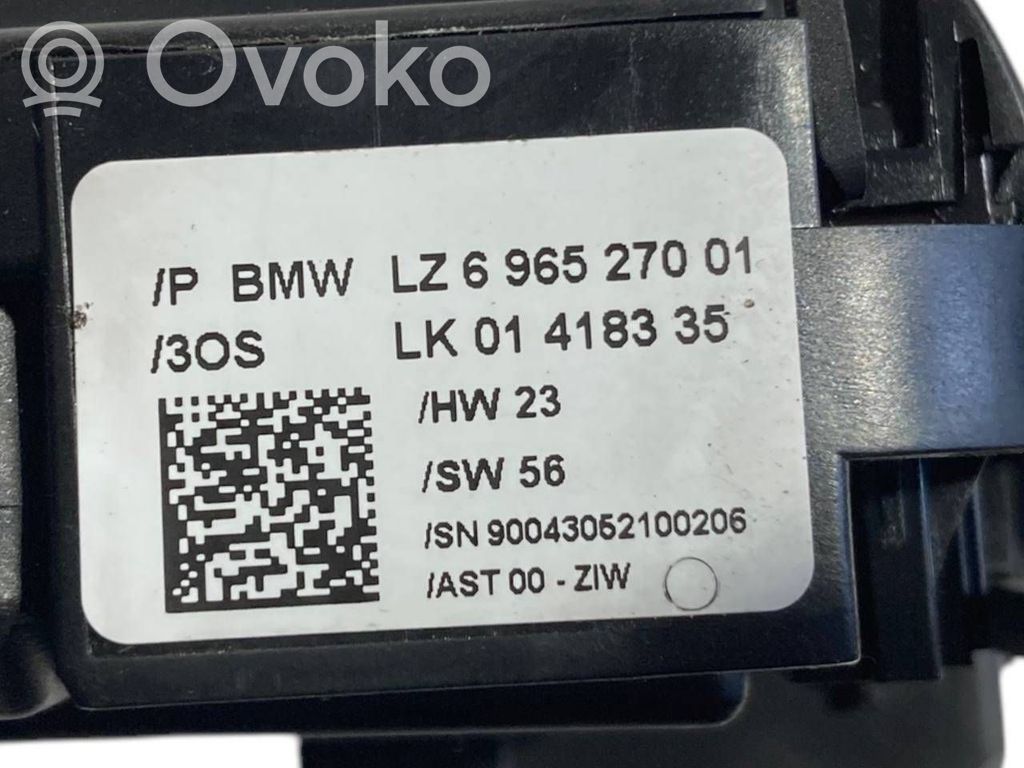 Ovoko
/P BMW LZ 6 965 270 01
/3OS LK 01 4183 35
/HW 23
/SW 56
/SN 90043052100206
/AST 00 - ZIW